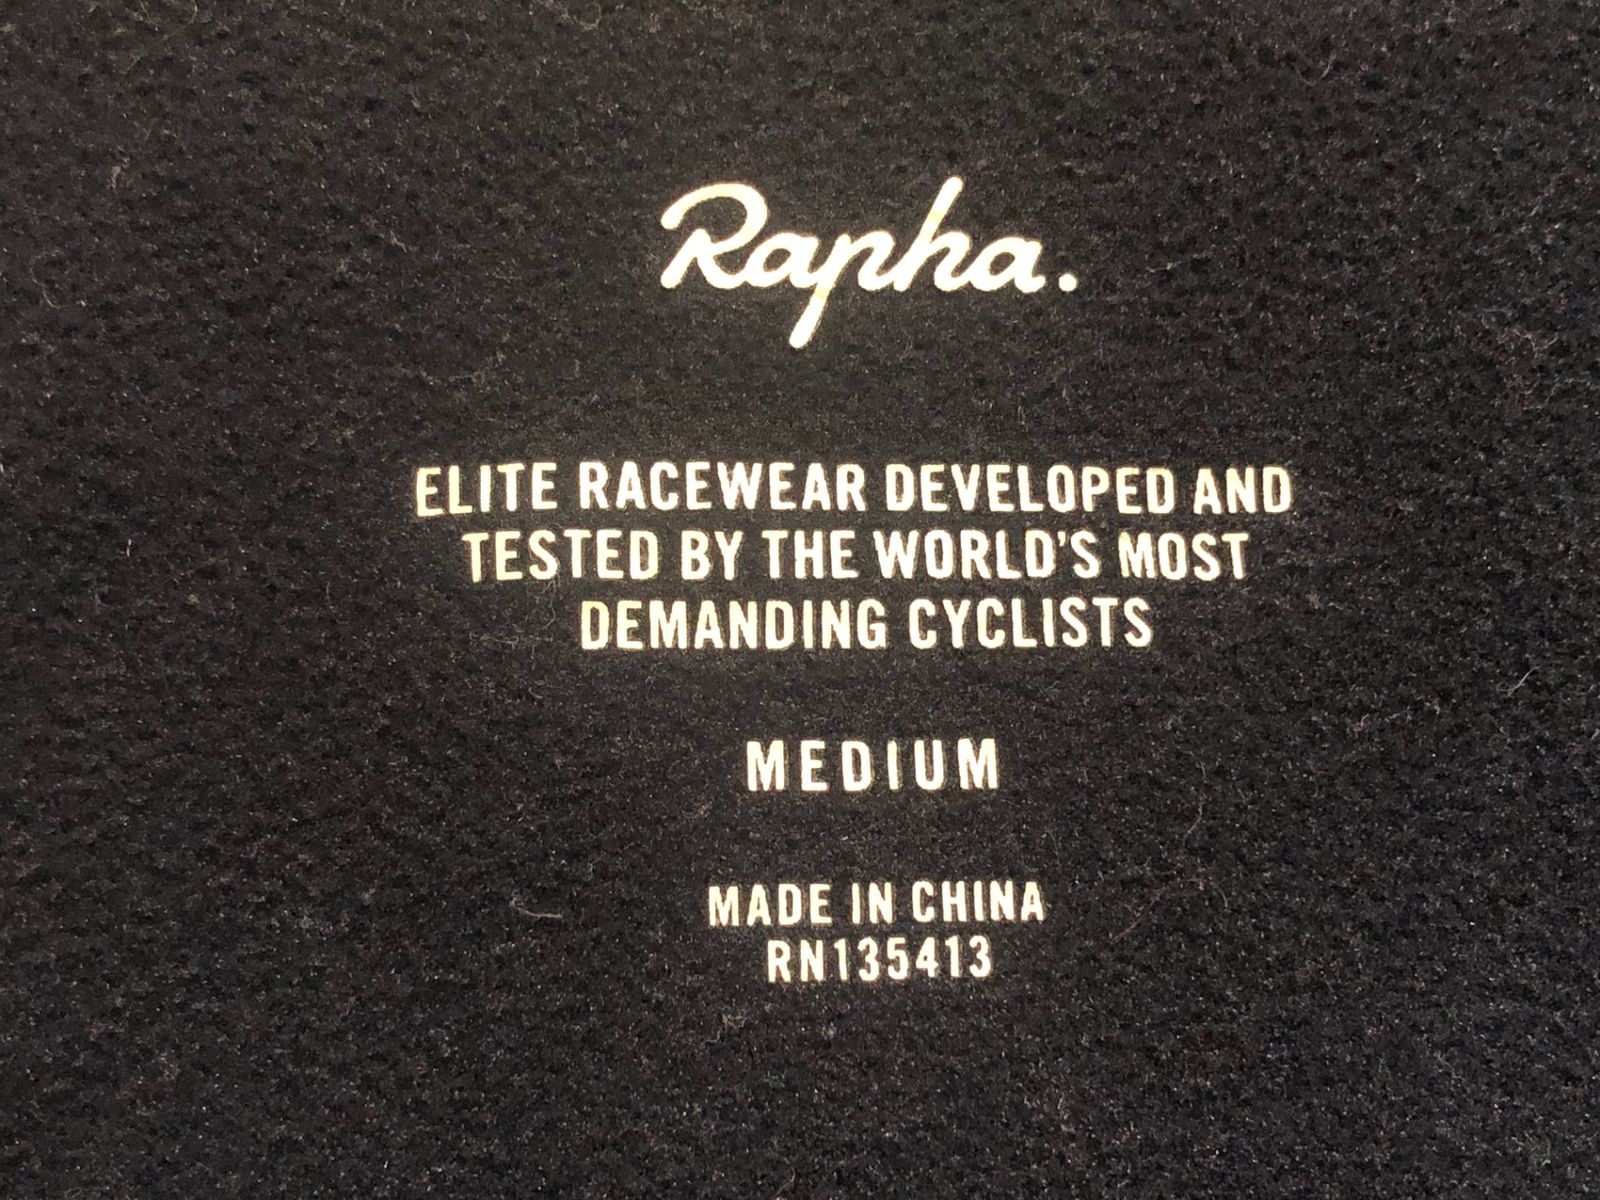 Rapha.
ELITE RACEWEAR DEVELOPED AND
TESTED BY THE WORLD'S MOST
DEMANDING CYCLISTS
MEDIUM
MADE IN CHINA
RN135413